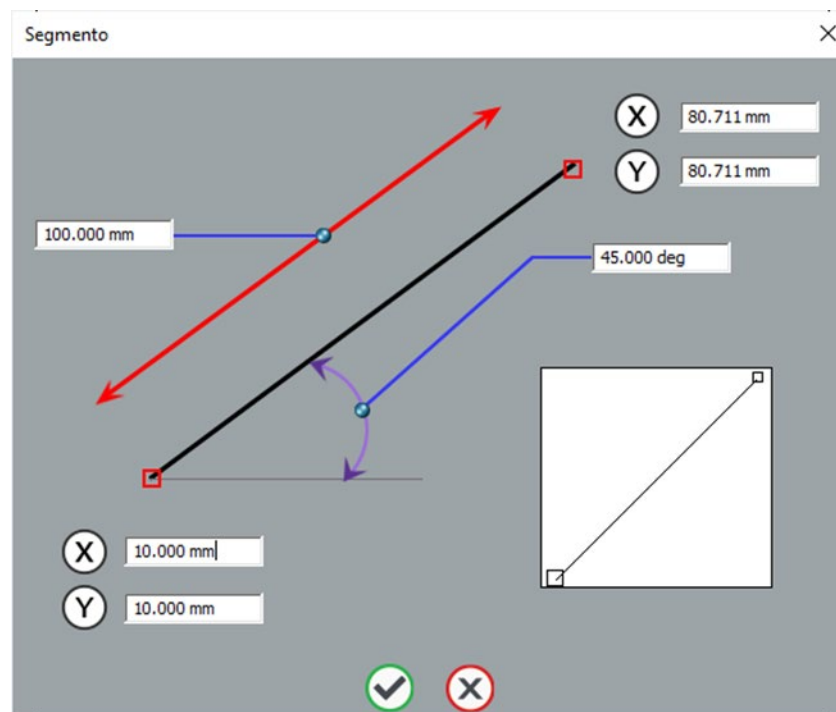 Segmento
X 80.711 mm
Y 80.711 mm
100.000 mm
45.000 deg
X 10.000 mm
Y 10.000 mm